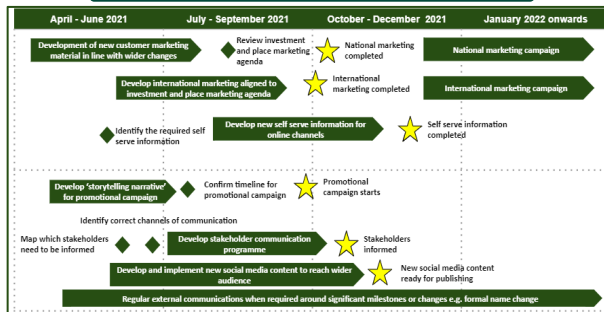 April - June 2021
July - September 2021
October - December 2021
January 2022 onwards
Development of new customer marketing
material in line with wider changes
Review investment
and place marketing
agenda
National marketing
completed
National marketing campaign
Develop international marketing aligned to
investment and place marketing agenda
International
marketing completed
International marketing campaign
Identify the required self
serve information
Develop new self serve information for
online channels
Self serve information
completed
Develop 'storytelling narrative'
for promotional campaign
Confirm timeline for
promotional campaign
Promotional
campaign starts
Identify correct channels of communication
Map which stakeholders
need to be informed
Develop stakeholder communication
programme
Stakeholders
informed
Develop and implement new social media content to reach wider
audience
New social media content
ready for publishing
Regular external communications when required around significant milestones or changes e.g. formal name change